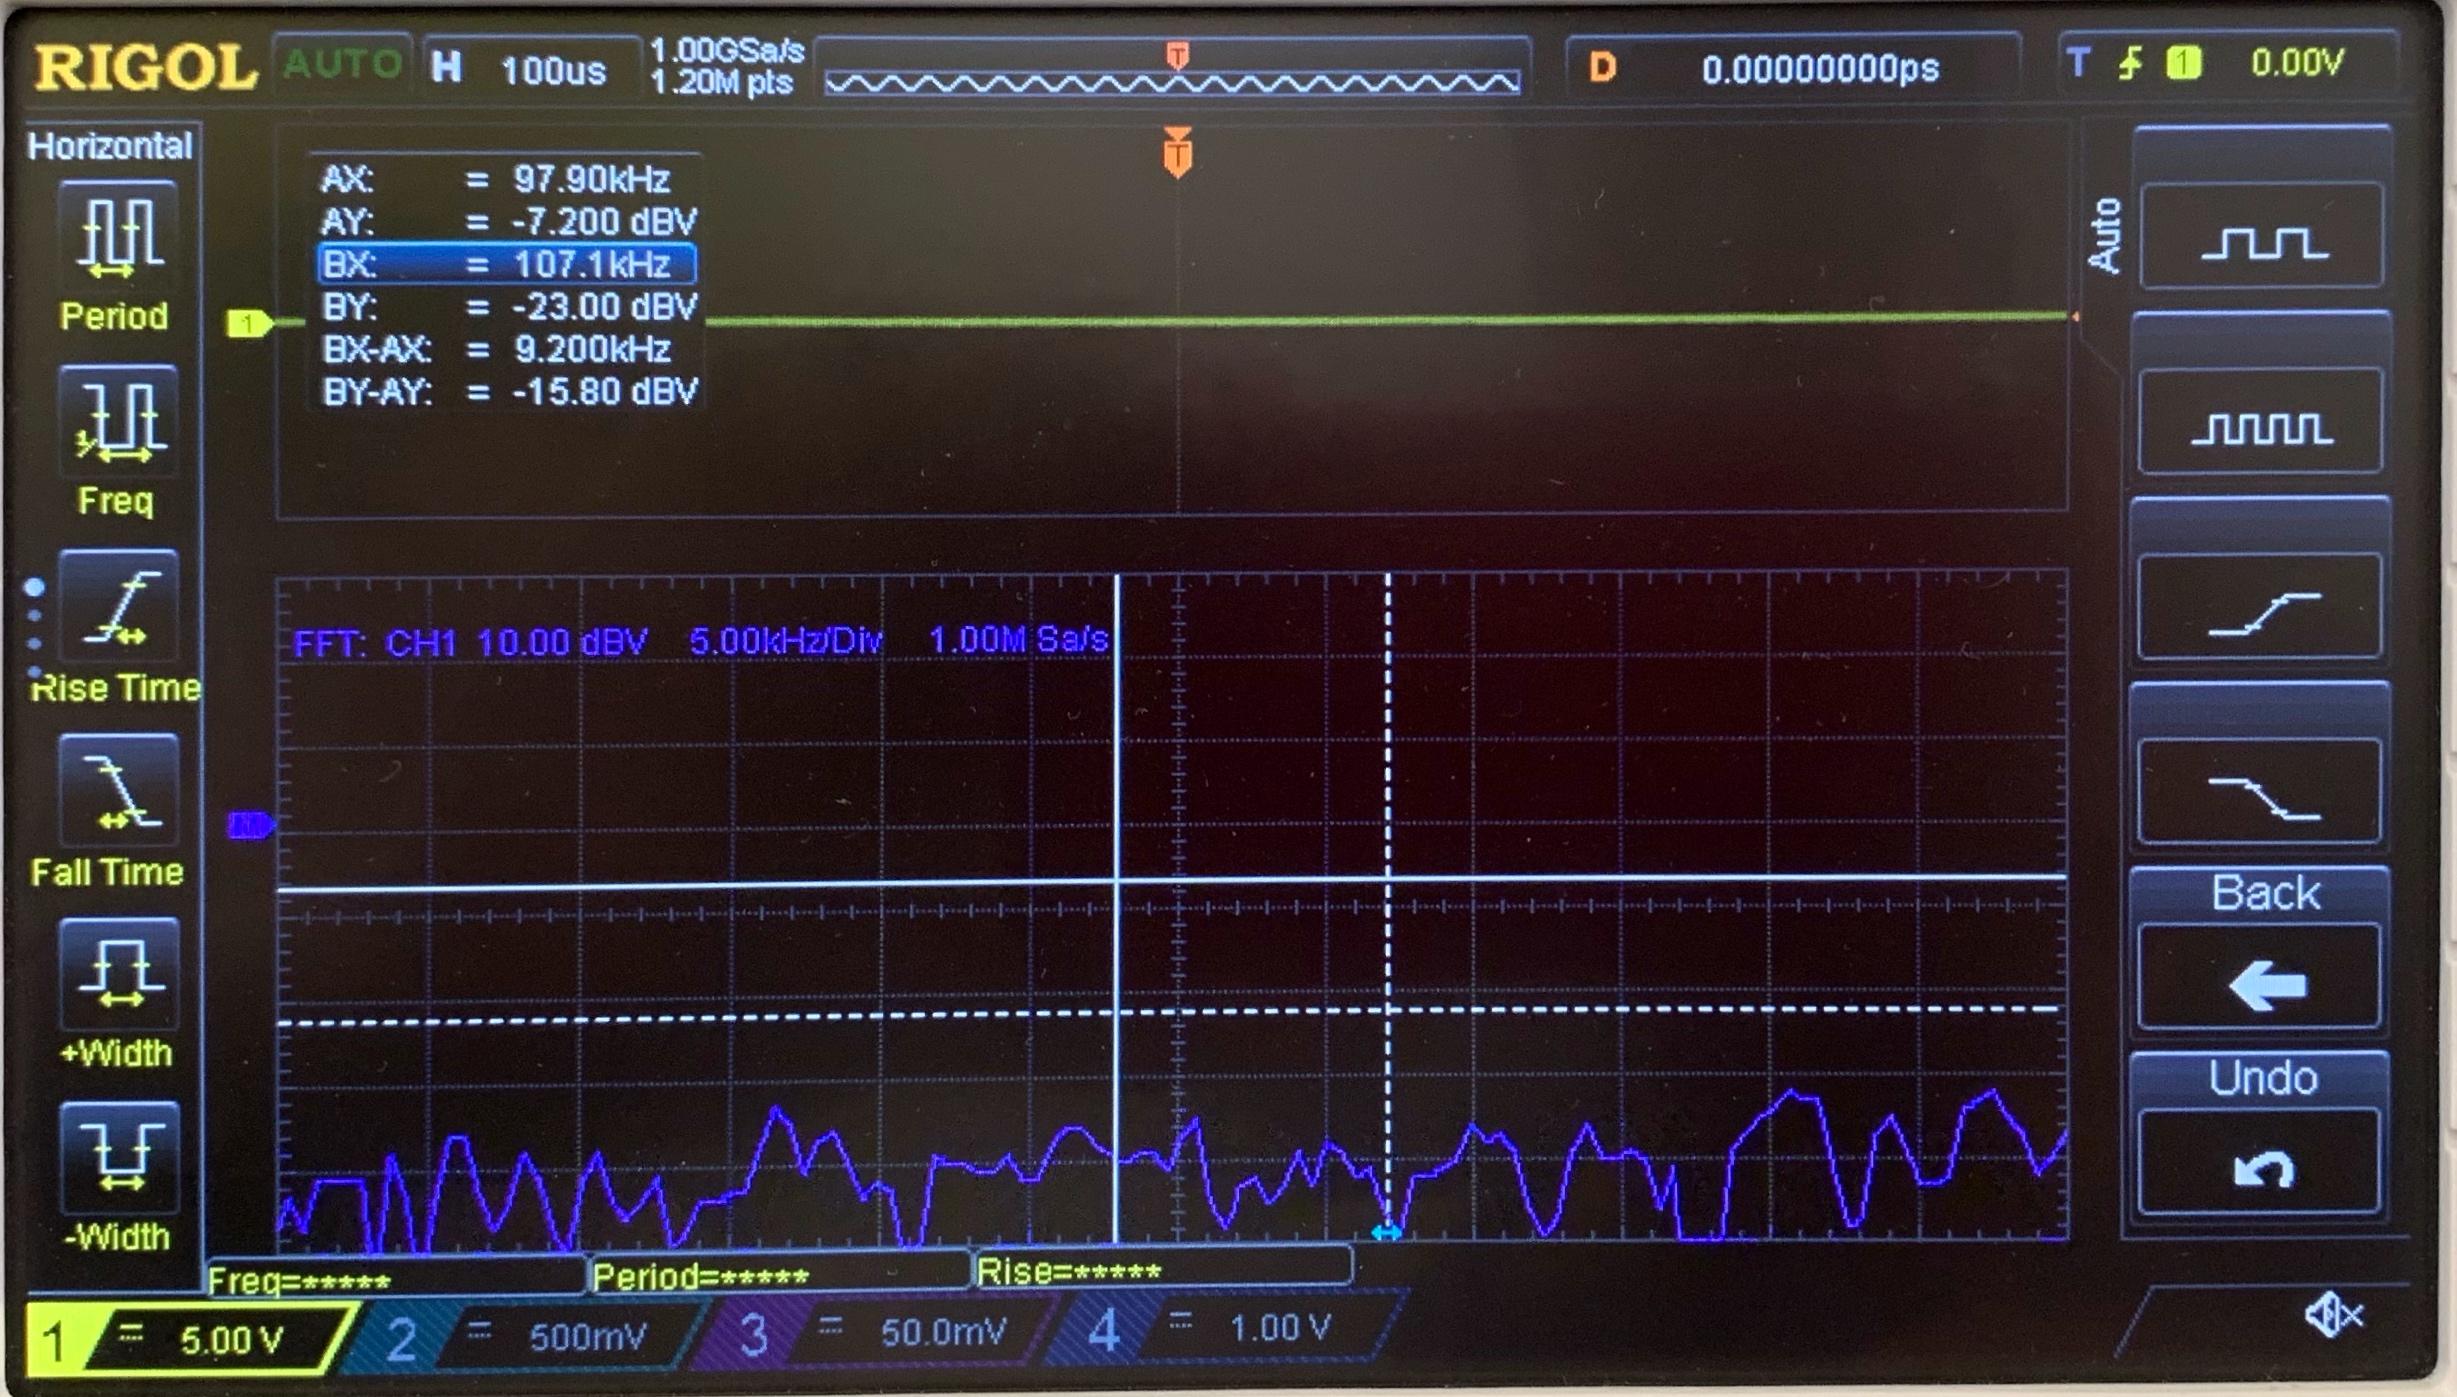 RIGOL AUTO H 100us 1.00GSa/s
1.20M pts
T
D 0.00000000ps
T 1 0.00V
Horizontal
Period
Freq
Rise Time
Fall Time
+Width
-Width
T
AX: = 97.90kHz
AY: = -7.200 dBV
BX: = 107.1kHz
BY: = -23.00 dBV
BX-AX: = 9.200kHz
BY-AY: = -15.80 dBV
1
FFT: CH1 10.00 dBV 5.00kHz/Div 1.00M Sa/s
Auto
Back
Undo
Freq=***** Period=***** Rise=*****
1 5.00 V 2 500mV 3 50.0mV 4 1.00 V